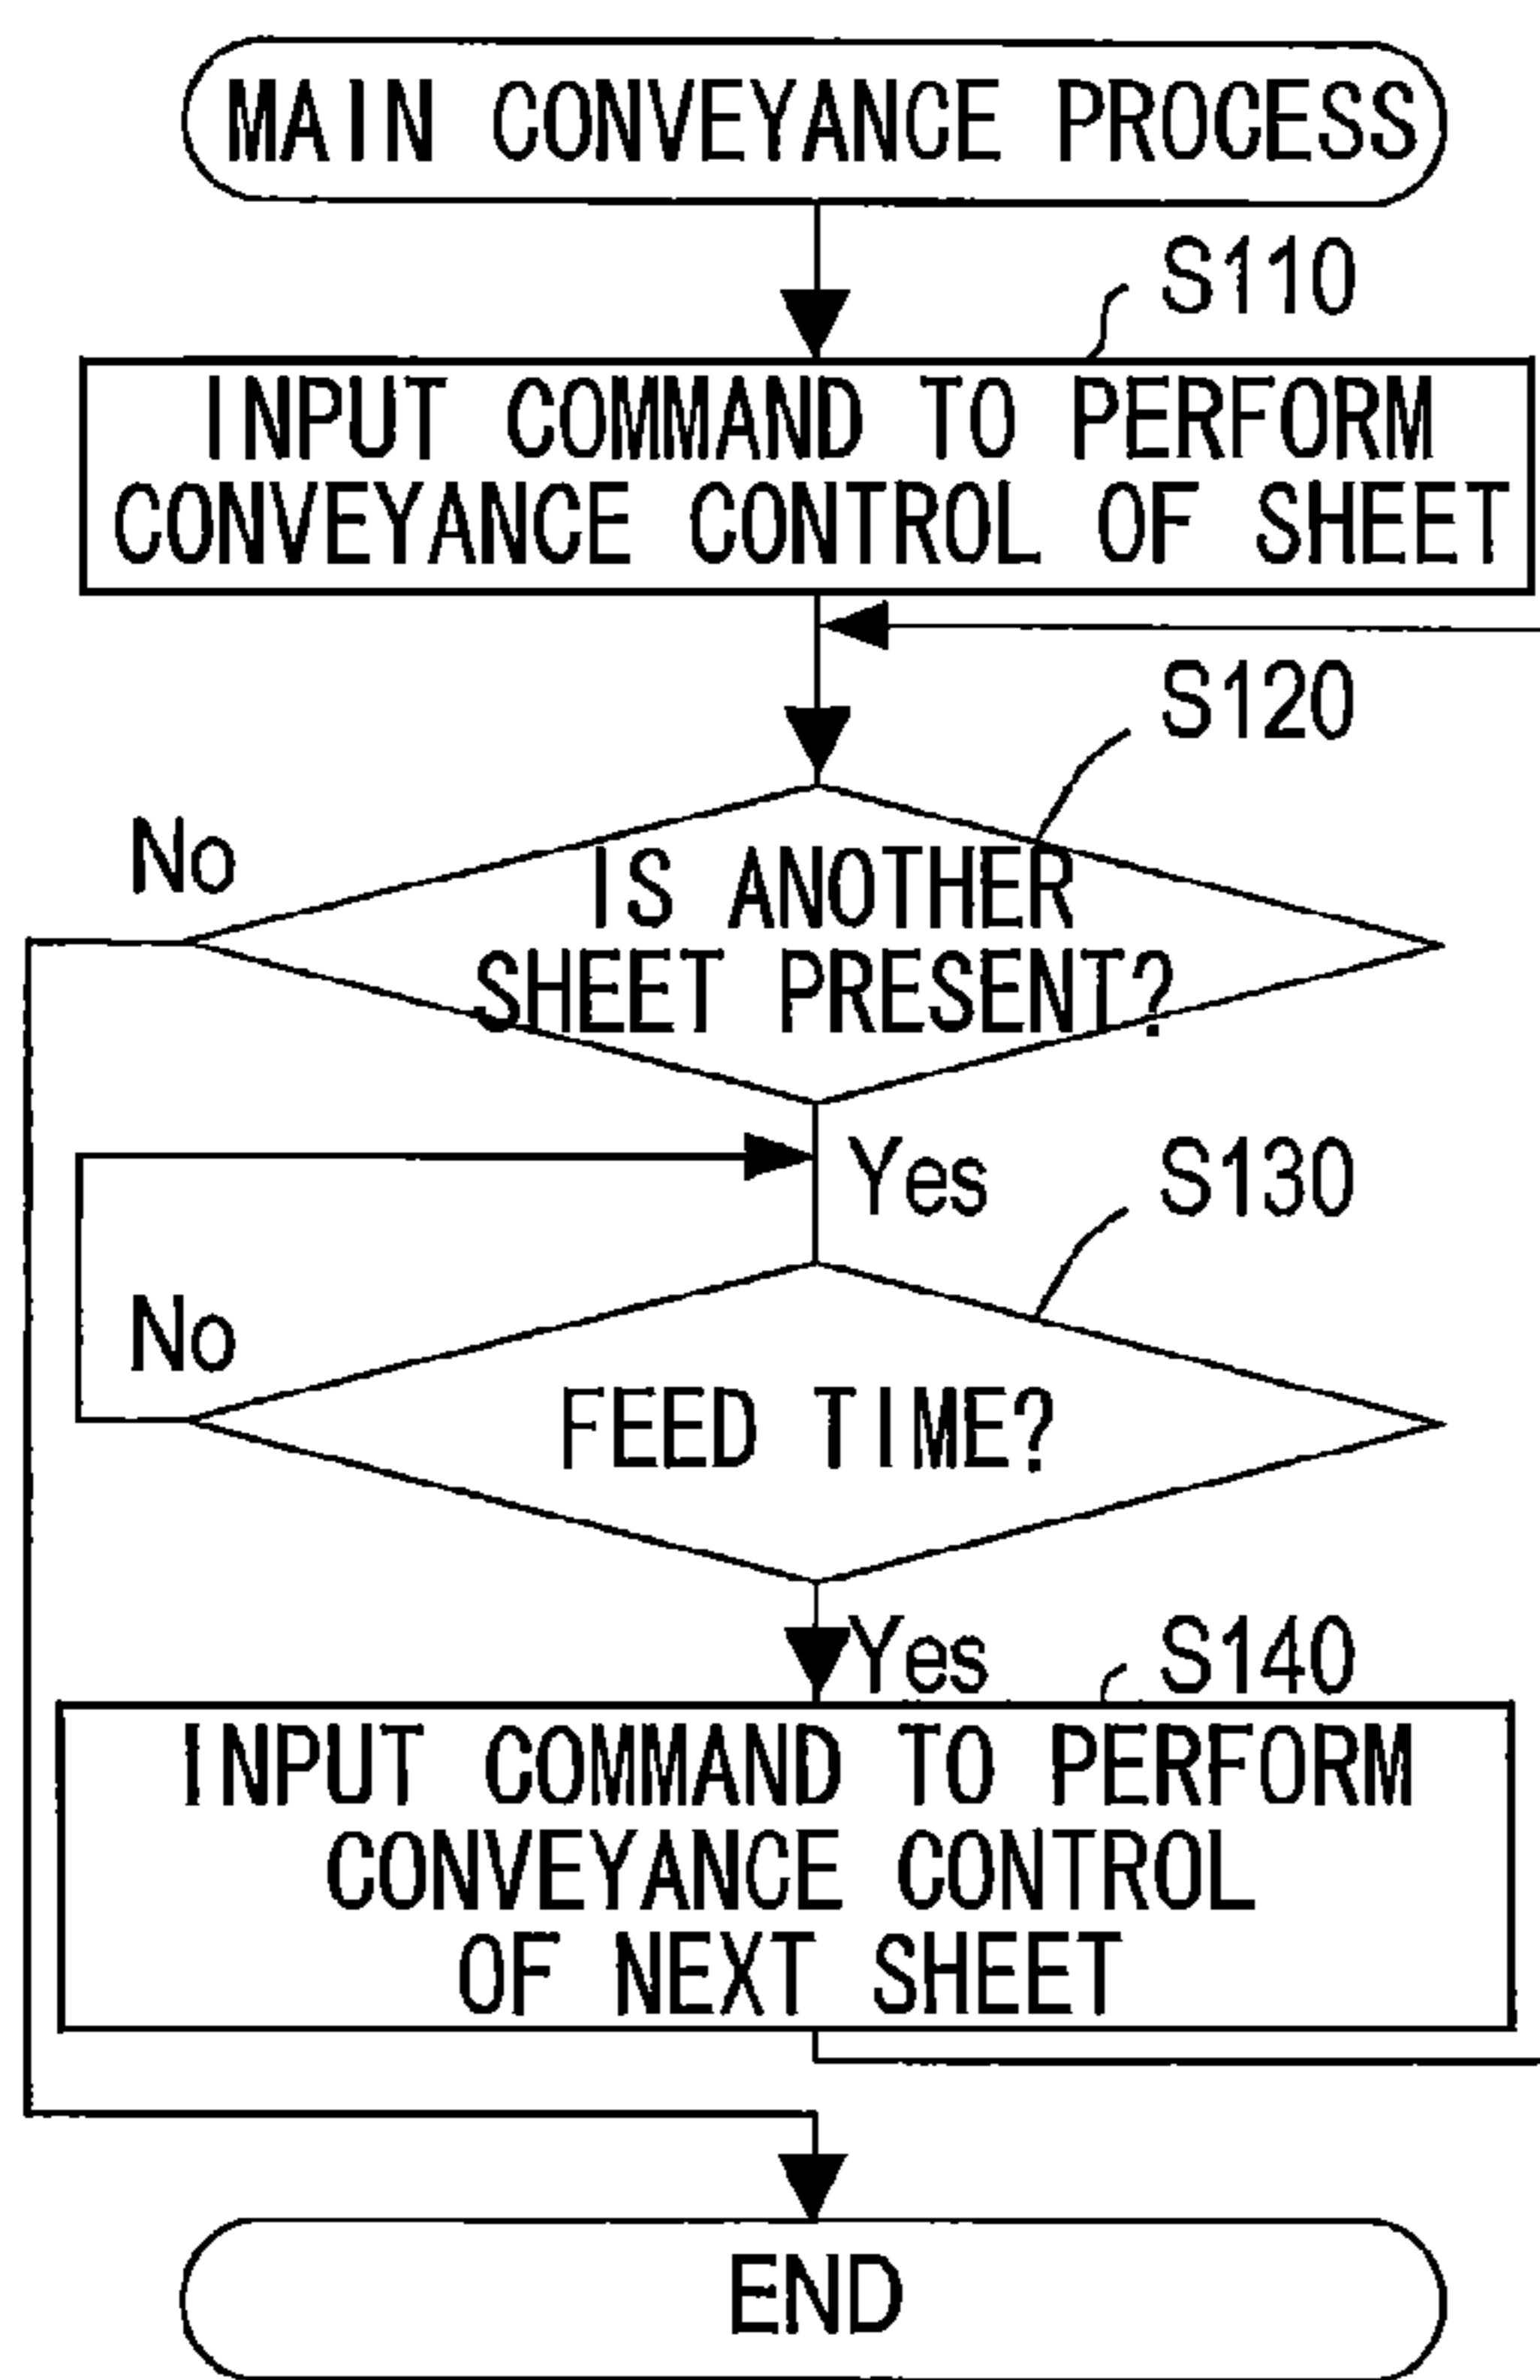 MAIN CONVEYANCE PROCESS
S110
INPUT COMMAND TO PERFORM
CONVEYANCE CONTROL OF SHEET
S120
No
IS ANOTHER
SHEET PRESENT?
Yes
S130
No
FEED TIME?
Yes
S140
INPUT COMMAND TO PERFORM
CONVEYANCE CONTROL
OF NEXT SHEET
END